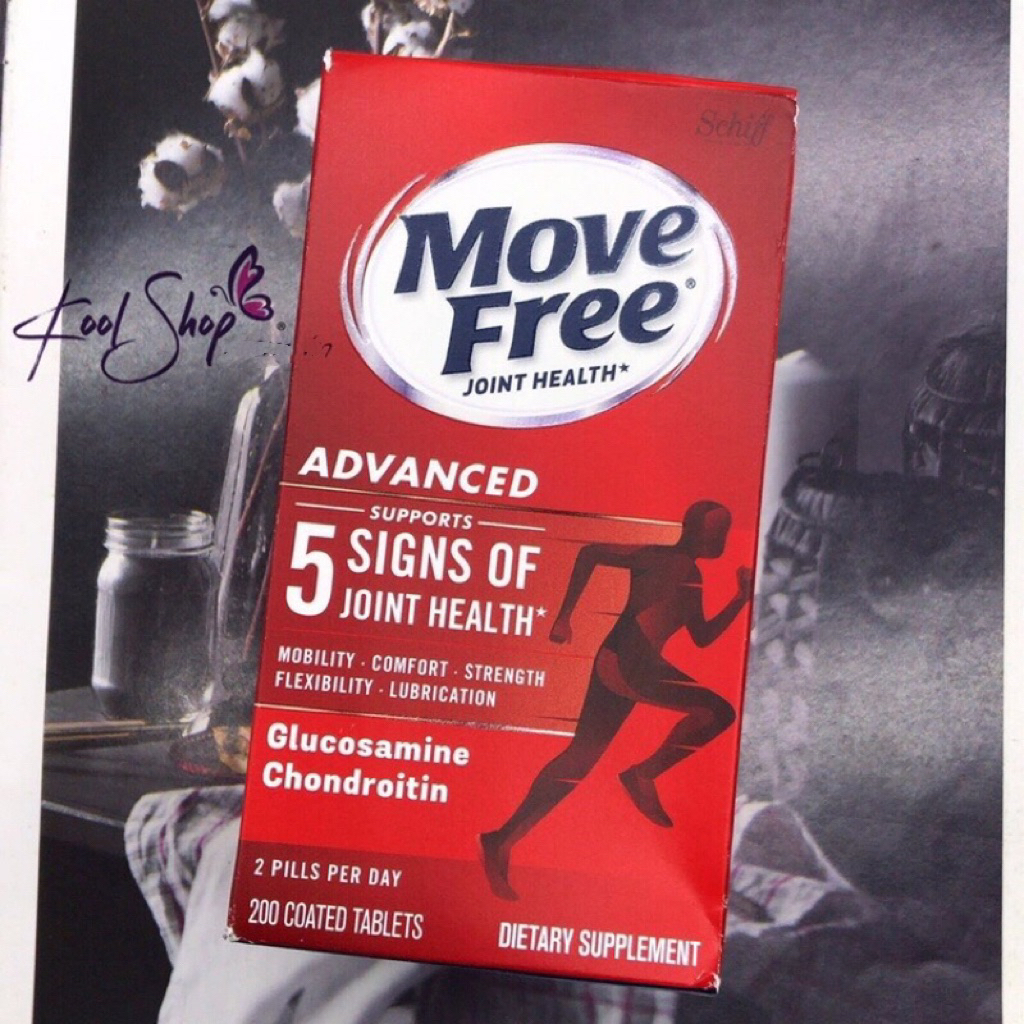 Schiff
Move
Free®
JOINT HEALTH*
Kool Shop®
ADVANCED
SUPPORTS
5 SIGNS OF
JOINT HEALTH*
MOBILITY · COMFORT · STRENGTH
FLEXIBILITY · LUBRICATION
Glucosamine
Chondroitin
2 PILLS PER DAY
200 COATED TABLETS
DIETARY SUPPLEMENT